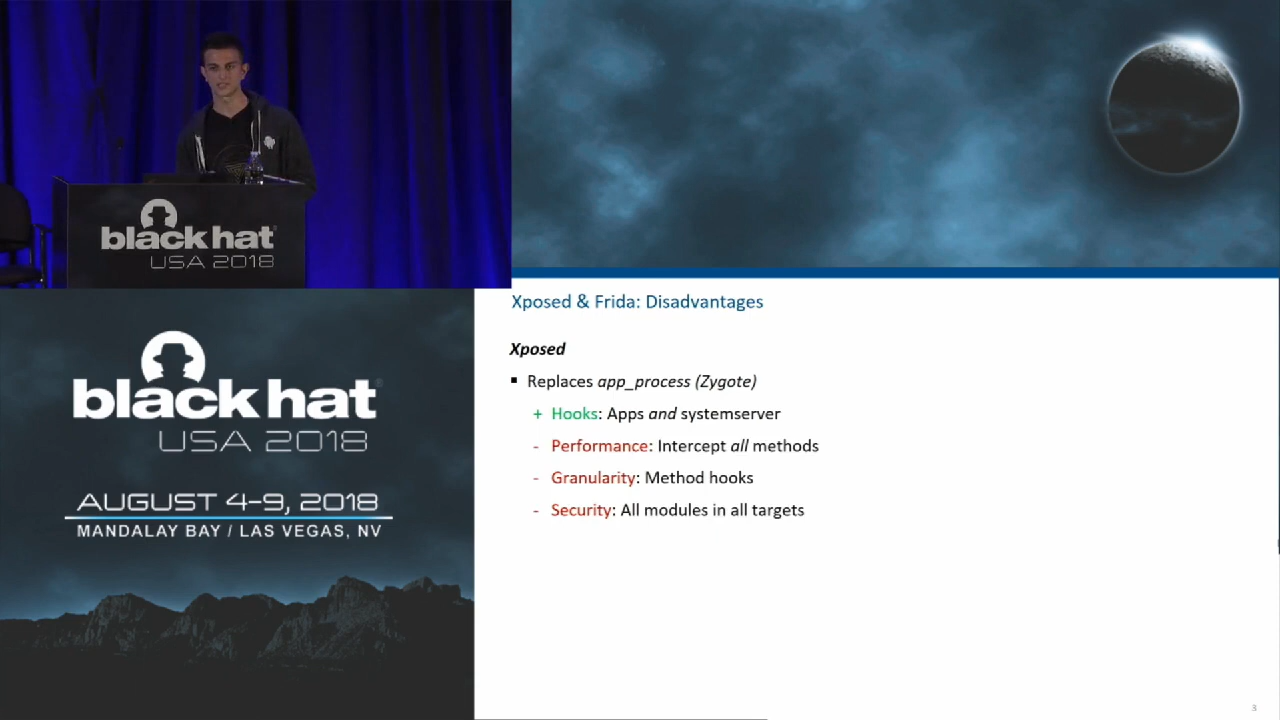 black hat
USA 2018
black hat
USA 2018
AUGUST 4-9, 2018
MANDALAY BAY / LAS VEGAS, NV
Xposed & Frida: Disadvantages
Xposed
▪ Replaces app_process (Zygote)
+ Hooks: Apps and systemserver
- Performance: Intercept all methods
- Granularity: Method hooks
- Security: All modules in all targets
3